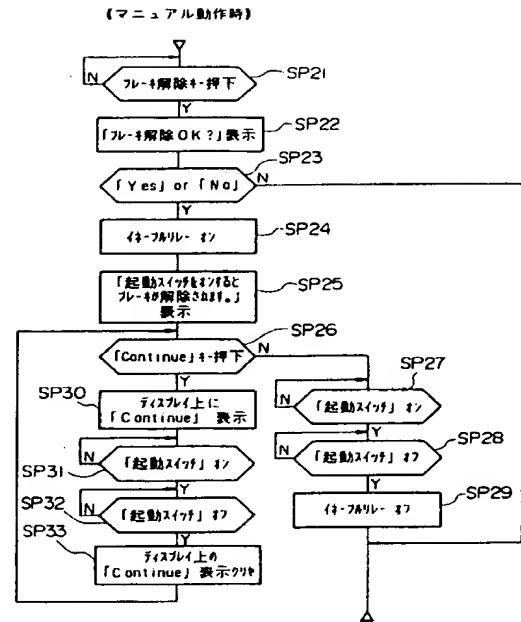 (マニュアル動作時)
N
ブレーキ解除キー押下
SP21
Y
「ブレーキ解除OK?」表示
SP22
「Yes」or「No」
SP23
N
Y
イネーブルリレー オン
SP24
「起動スイッチをオンすると
ブレーキが解除されます。」
表示
SP25
「Continue」キー押下
SP26
N
Y
SP30
ディスプレイ上に
「Continue」表示
SP31
N
「起動スイッチ」オン
Y
SP32
N
「起動スイッチ」オフ
Y
SP33
ディスプレイ上の
「Continue」表示クリヤ
SP27
N
「起動スイッチ」オン
Y
SP28
N
「起動スイッチ」オフ
Y
SP29
イネーブルリレー オフ